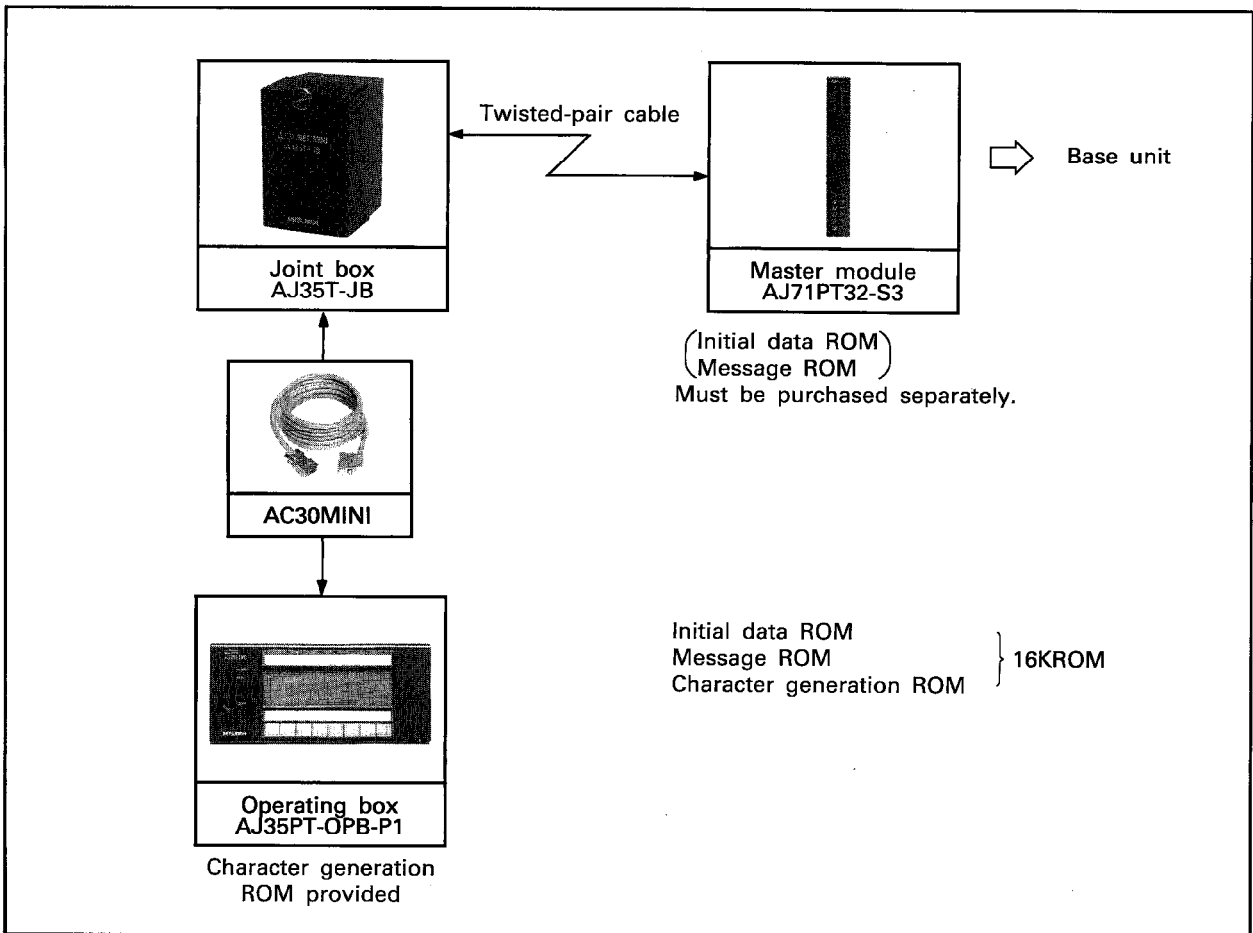 Twisted-pair cable
Base unit
Joint box
AJ35T-JB
Master module
AJ71PT32-S3
(Initial data ROM)
(Message ROM)
Must be purchased separately.
AC30MINI
Initial data ROM
Message ROM
Character generation ROM
} 16KROM
Operating box
AJ35PT-OPB-P1
Character generation
ROM provided